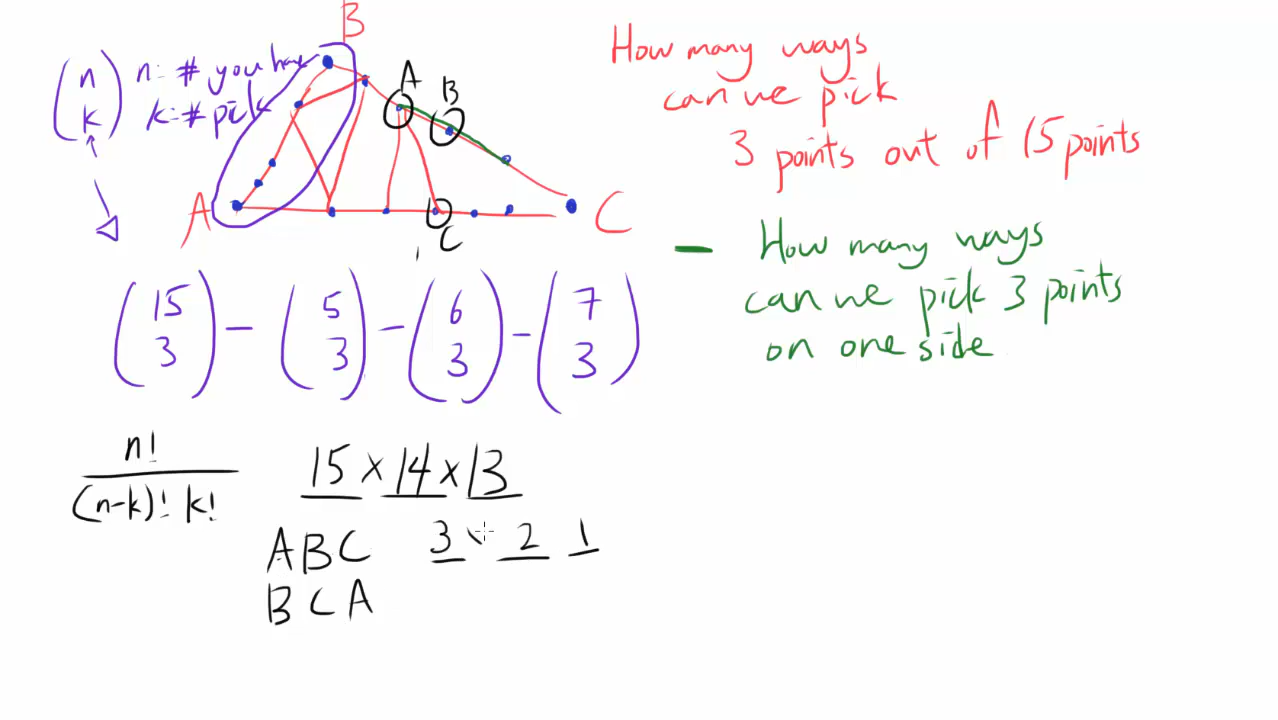 B
(n k) n: # you have
k: # pick
A B
A C
C
How many ways
can we pick
3 points out of 15 points
— How many ways
can we pick 3 points
on one side
(15 3) − (5 3) − (6 3) − (7 3)
n! / (n-k)! k!
15 × 14 × 13
A B C 3 × 2 1
B C A